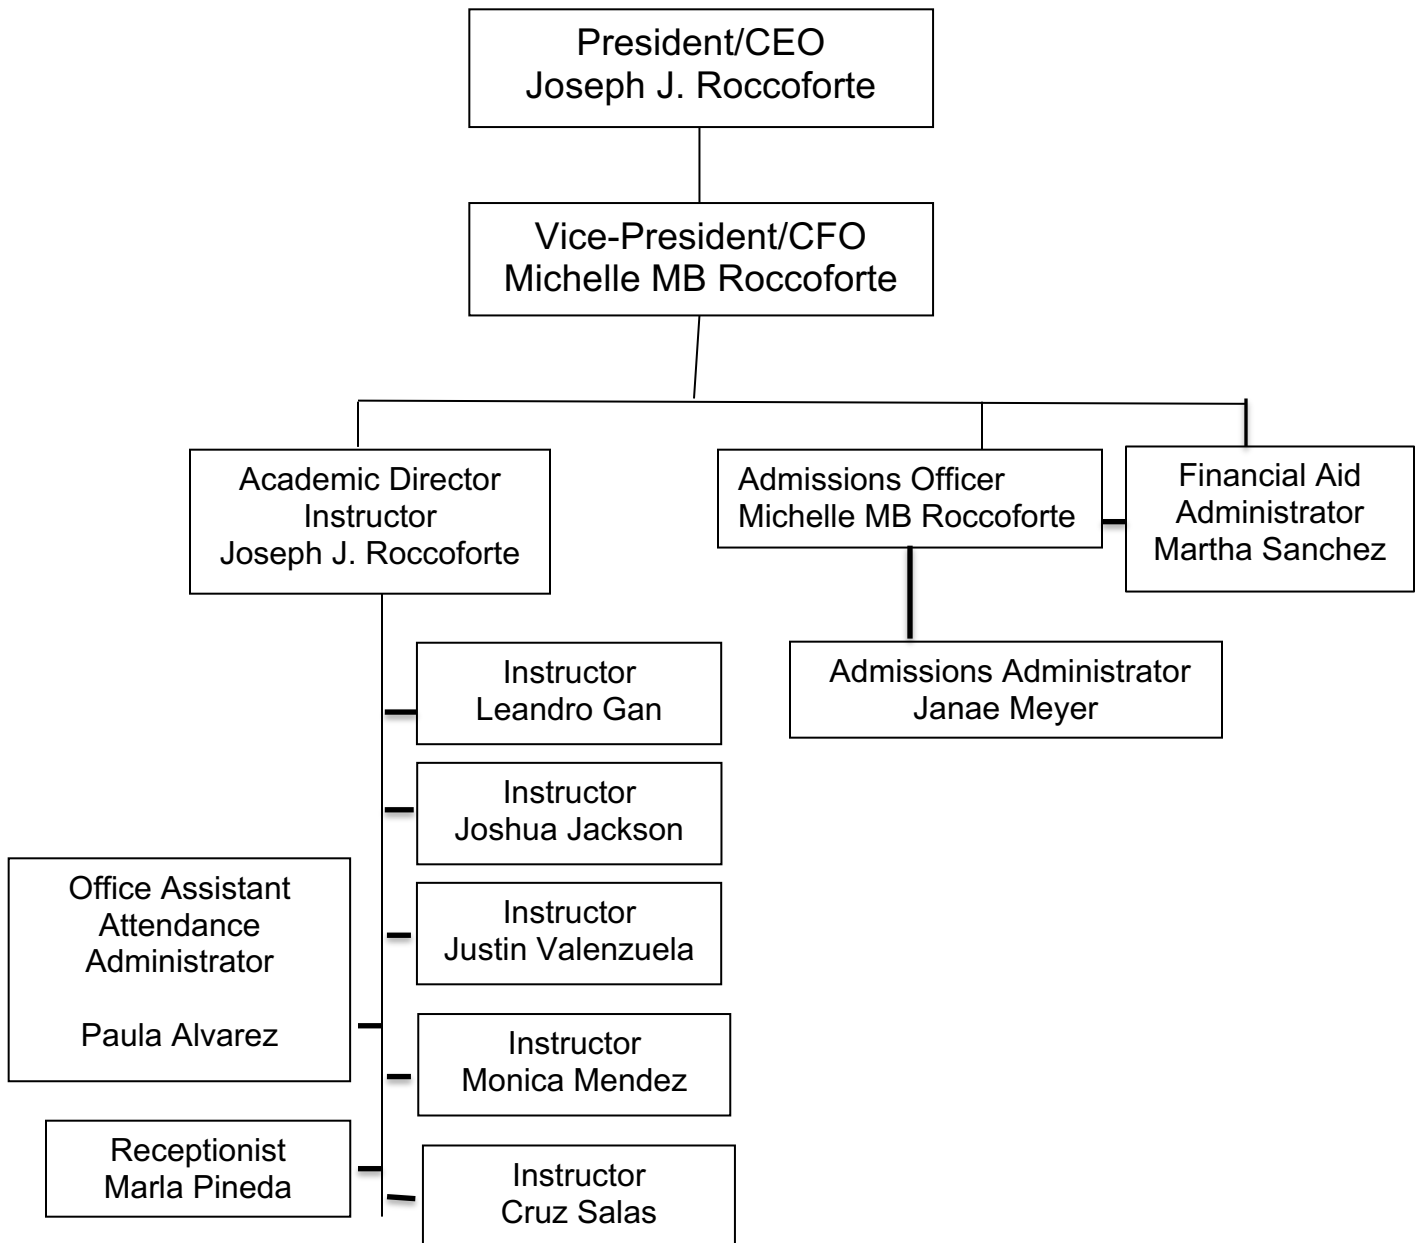 President/CEO
Joseph J. Roccoforte
Vice-President/CFO
Michelle MB Roccoforte
Academic Director
Instructor
Joseph J. Roccoforte
Admissions Officer
Michelle MB Roccoforte
Financial Aid
Administrator
Martha Sanchez
Admissions Administrator
Janae Meyer
Instructor
Leandro Gan
Instructor
Joshua Jackson
Office Assistant
Attendance
Administrator
Paula Alvarez
Instructor
Justin Valenzuela
Instructor
Monica Mendez
Receptionist
Marla Pineda
Instructor
Cruz Salas